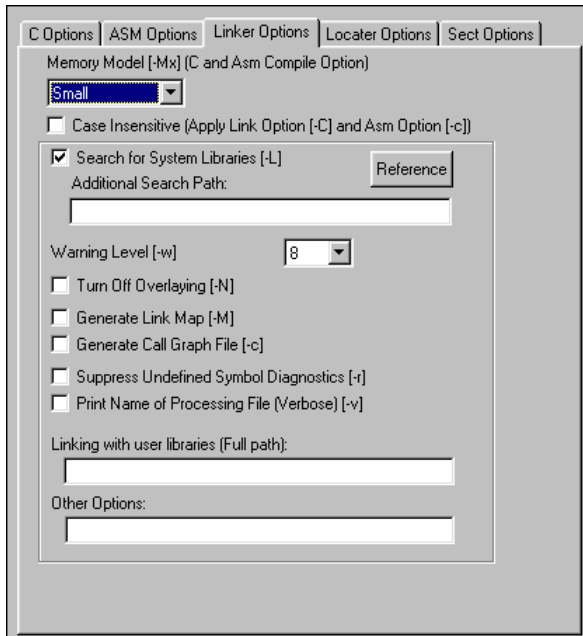 C Options ASM Options Linker Options Locater Options Sect Options
Memory Model [-Mx] (C and Asm Compile Option)
Small
Case Insensitive (Apply Link Option [-C] and Asm Option [-c])
Search for System Libraries [-L]
Reference
Additional Search Path:
Warning Level [-w] 8
Turn Off Overlaying [-N]
Generate Link Map [-M]
Generate Call Graph File [-c]
Suppress Undefined Symbol Diagnostics [-r]
Print Name of Processing File (Verbose) [-v]
Linking with user libraries (Full path):
Other Options: